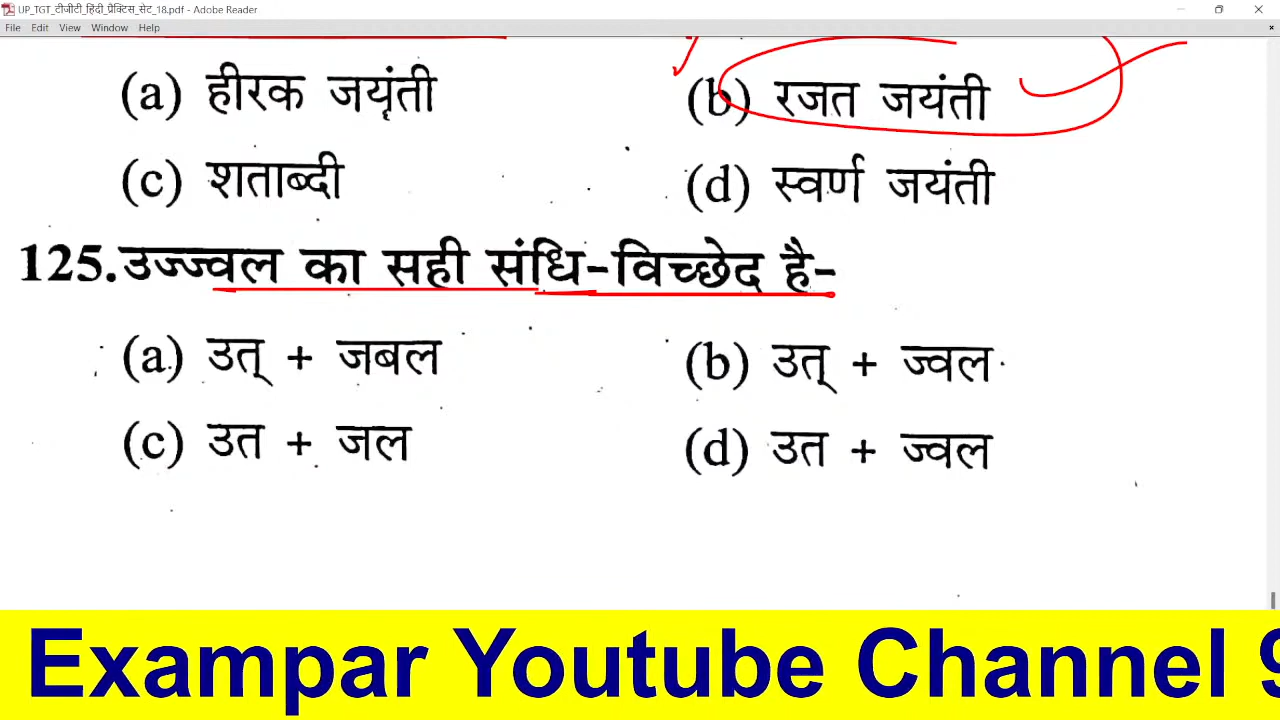 UP_TGT_टीजीटी_हिंदी_प्रैक्टिस_सेट_18.pdf - Adobe Reader
File Edit View Window Help
(a) हीरक जयंती (b) रजत जयंती
(c) शताब्दी (d) स्वर्ण जयंती
125.उज्ज्वल का सही संधि-विच्छेद है-
(a) उत् + जबल (b) उत् + ज्वल
(c) उत + जल (d) उत + ज्वल
Exampar Youtube Channel 9